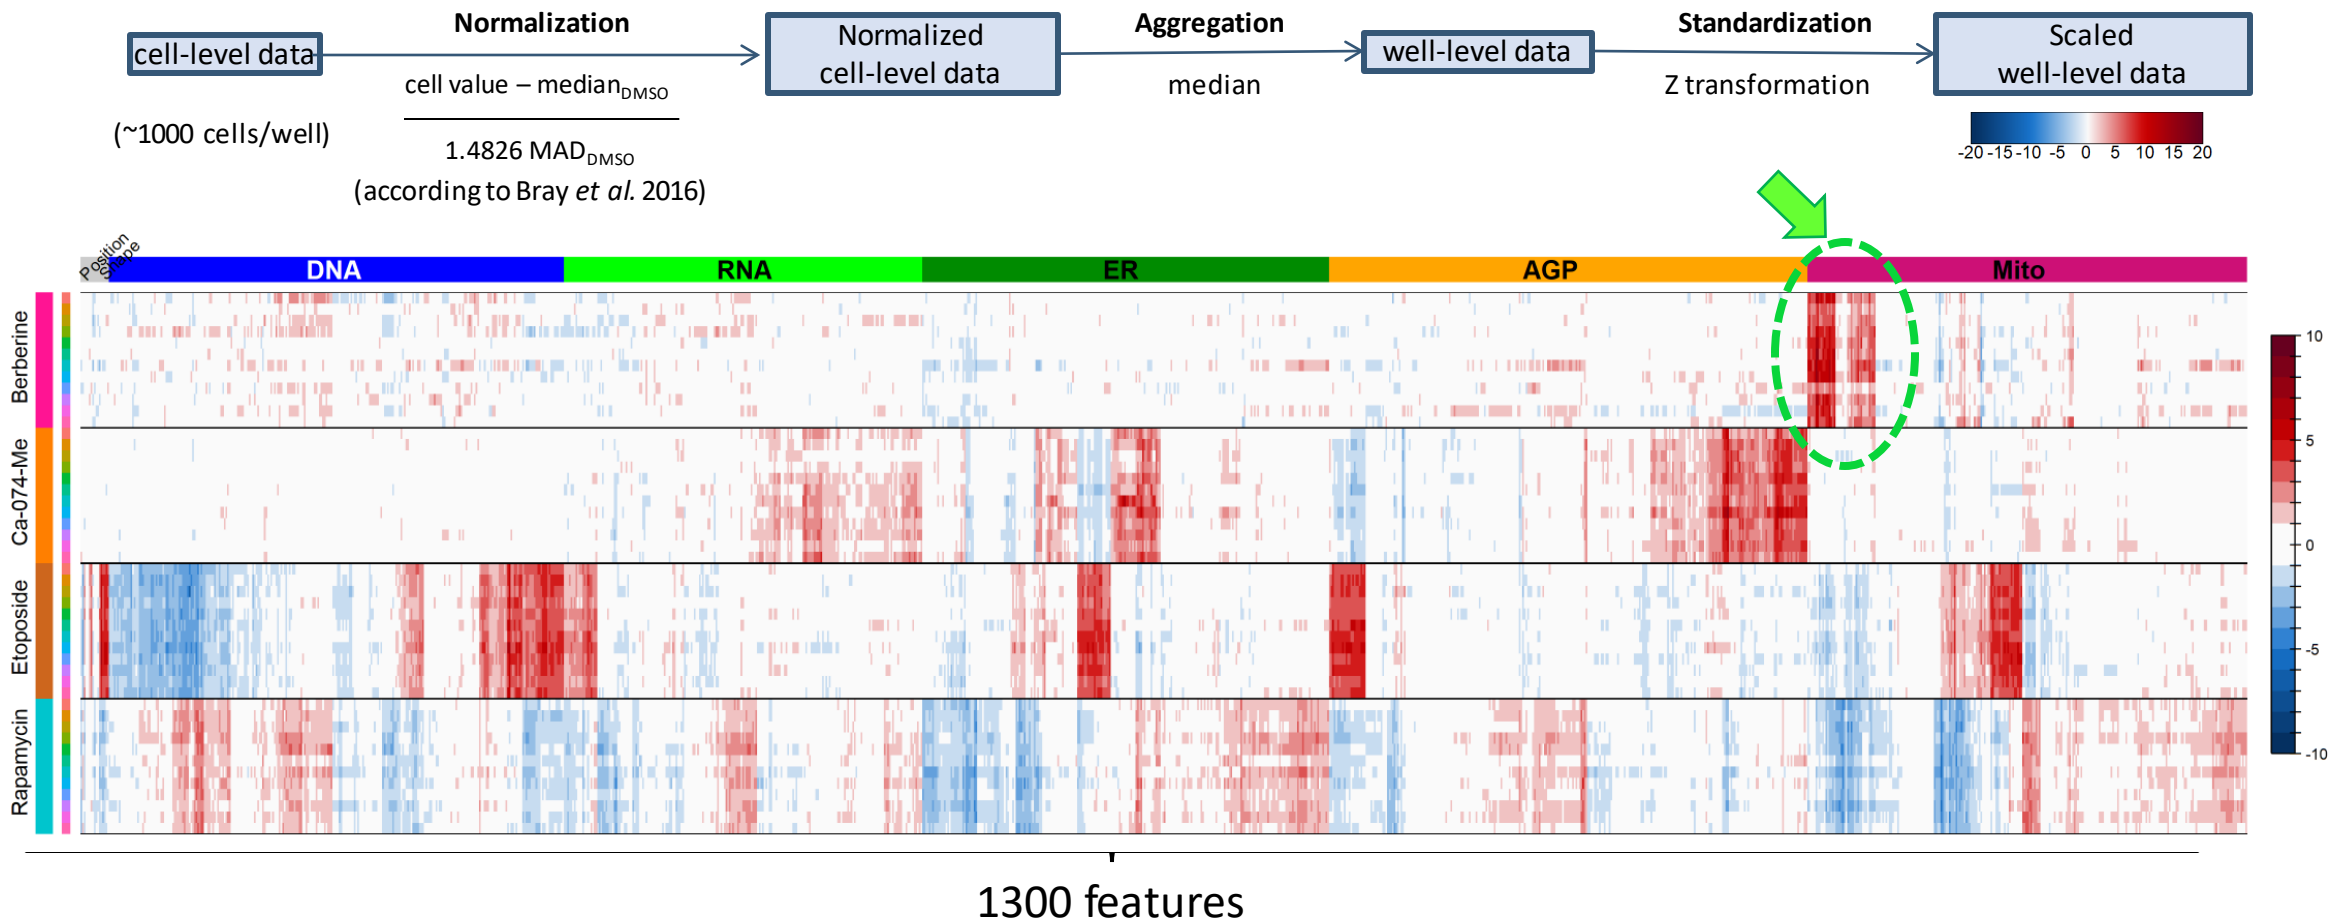 Normalization
Aggregation
Standardization
cell-level data
Normalized
cell-level data
well-level data
Scaled
well-level data
cell value – medianDMSO
median
Z transformation
(~1000 cells/well)
1.4826 MADDMSO
(according to Bray et al. 2016)
-20 -15 -10 -5 0 5 10 15 20
Position
Shape
DNA RNA ER AGP Mito
Berberine
Ca-074-Me
Etoposide
Rapamycin
10
5
0
-5
-10
1300 features